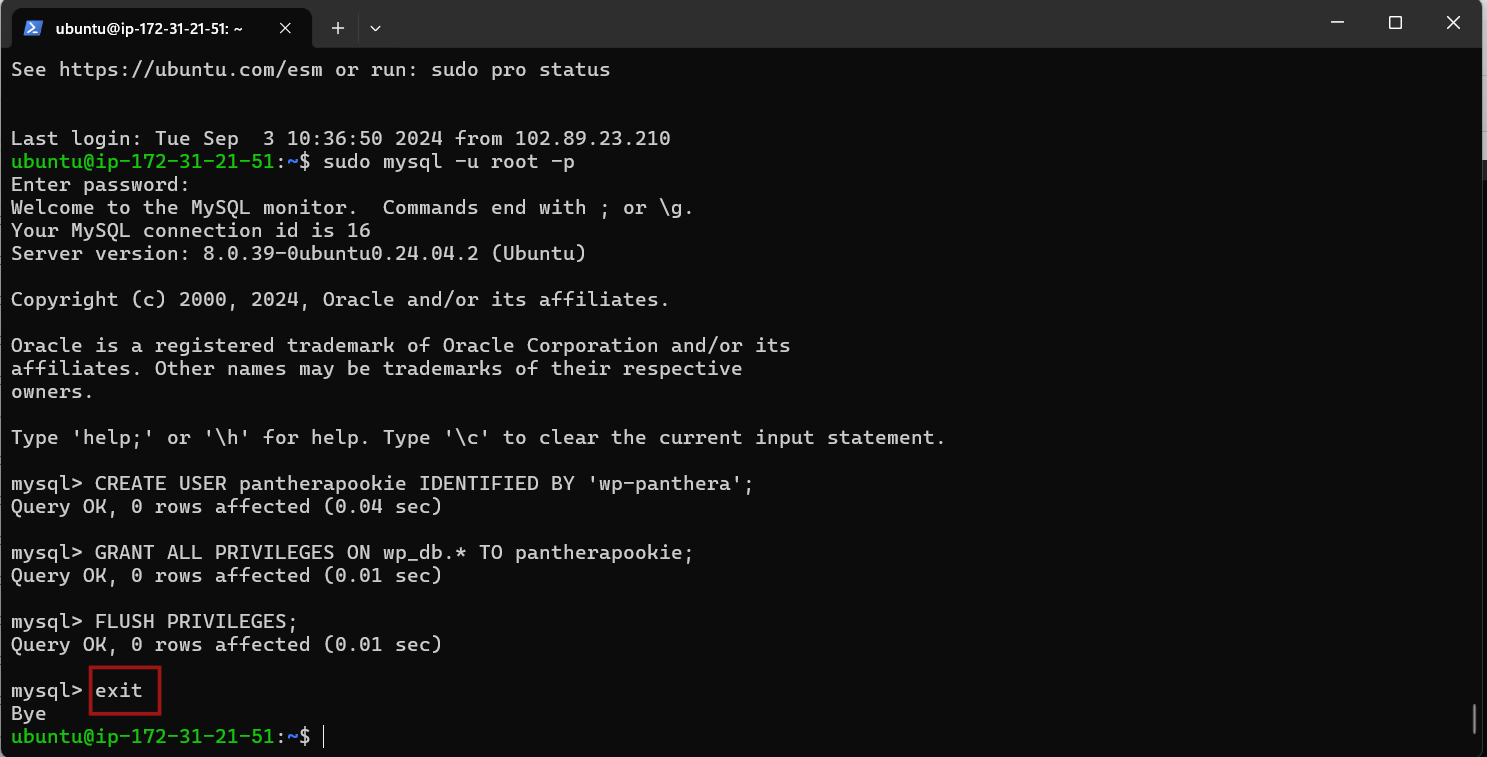 ubuntu@ip-172-31-21-51: ~
See https://ubuntu.com/esm or run: sudo pro status
Last login: Tue Sep  3 10:36:50 2024 from 102.89.23.210
ubuntu@ip-172-31-21-51:~$ sudo mysql -u root -p
Enter password:
Welcome to the MySQL monitor.  Commands end with ; or \g.
Your MySQL connection id is 16
Server version: 8.0.39-0ubuntu0.24.04.2 (Ubuntu)
Copyright (c) 2000, 2024, Oracle and/or its affiliates.
Oracle is a registered trademark of Oracle Corporation and/or its
affiliates. Other names may be trademarks of their respective
owners.
Type 'help;' or '\h' for help. Type '\c' to clear the current input statement.
mysql> CREATE USER pantherapookie IDENTIFIED BY 'wp-panthera';
Query OK, 0 rows affected (0.04 sec)
mysql> GRANT ALL PRIVILEGES ON wp_db.* TO pantherapookie;
Query OK, 0 rows affected (0.01 sec)
mysql> FLUSH PRIVILEGES;
Query OK, 0 rows affected (0.01 sec)
mysql> exit
Bye
ubuntu@ip-172-31-21-51:~$